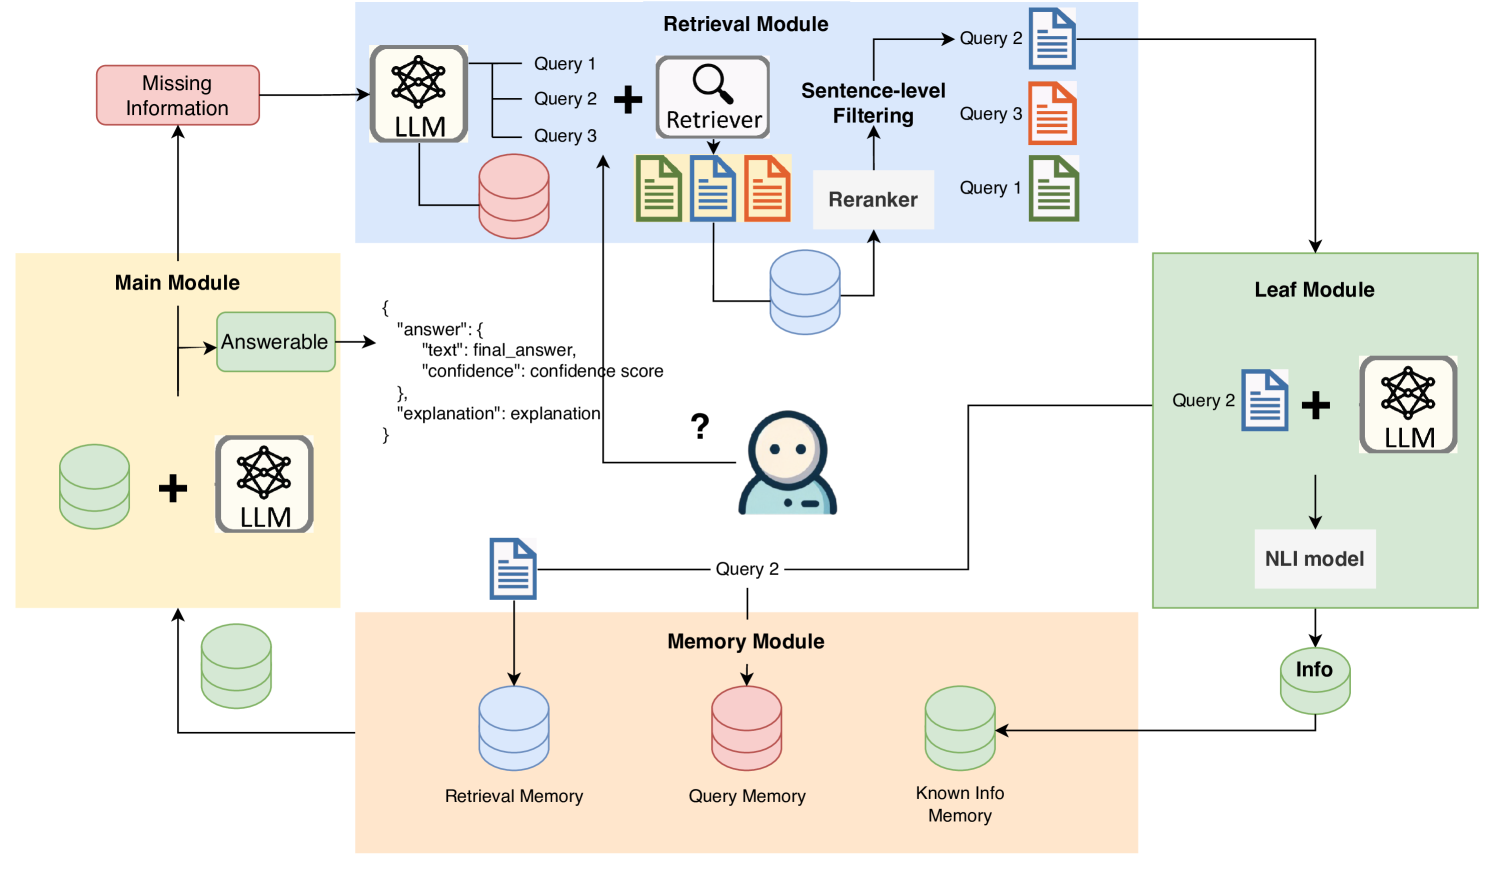 Retrieval Module
Missing
Information
LLM
Query 1
Query 2
Query 3
Retriever
Sentence-level
Filtering
Reranker
Query 2
Query 3
Query 1
Main Module
Answerable
LLM
{
"answer": {
"text": final_answer,
"confidence": confidence score
},
"explanation": explanation
}
?
Leaf Module
Query 2
LLM
NLI model
Info
Query 2
Memory Module
Retrieval Memory
Query Memory
Known Info
Memory